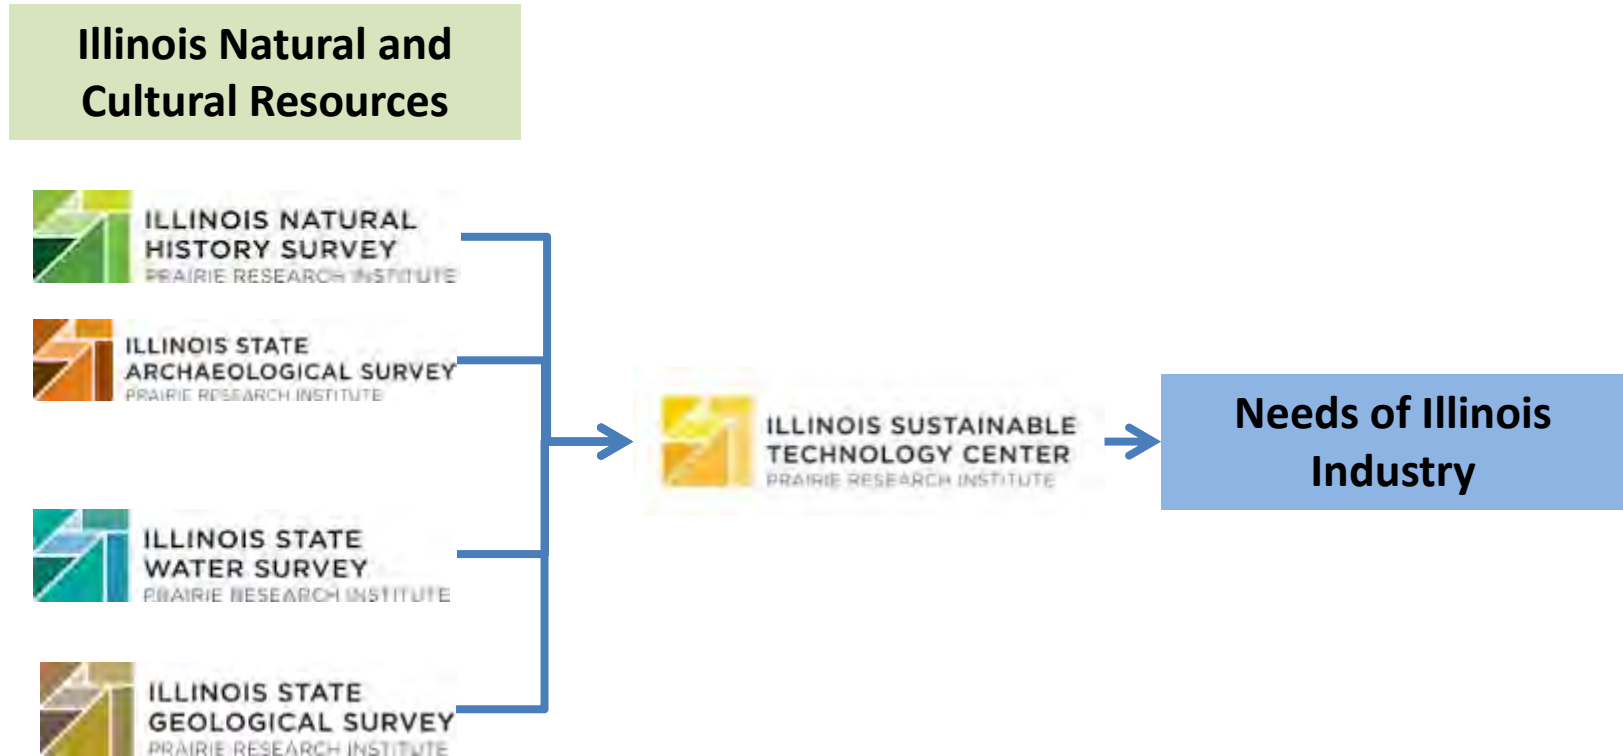 Illinois Natural and
Cultural Resources
ILLINOIS NATURAL
HISTORY SURVEY
PRAIRIE RESEARCH INSTITUTE
ILLINOIS STATE
ARCHAEOLOGICAL SURVEY
PRAIRIE RESEARCH INSTITUTE
ILLINOIS STATE
WATER SURVEY
PRAIRIE RESEARCH INSTITUTE
ILLINOIS STATE
GEOLOGICAL SURVEY
PRAIRIE RESEARCH INSTITUTE
ILLINOIS SUSTAINABLE
TECHNOLOGY CENTER
PRAIRIE RESEARCH INSTITUTE
Needs of Illinois
Industry